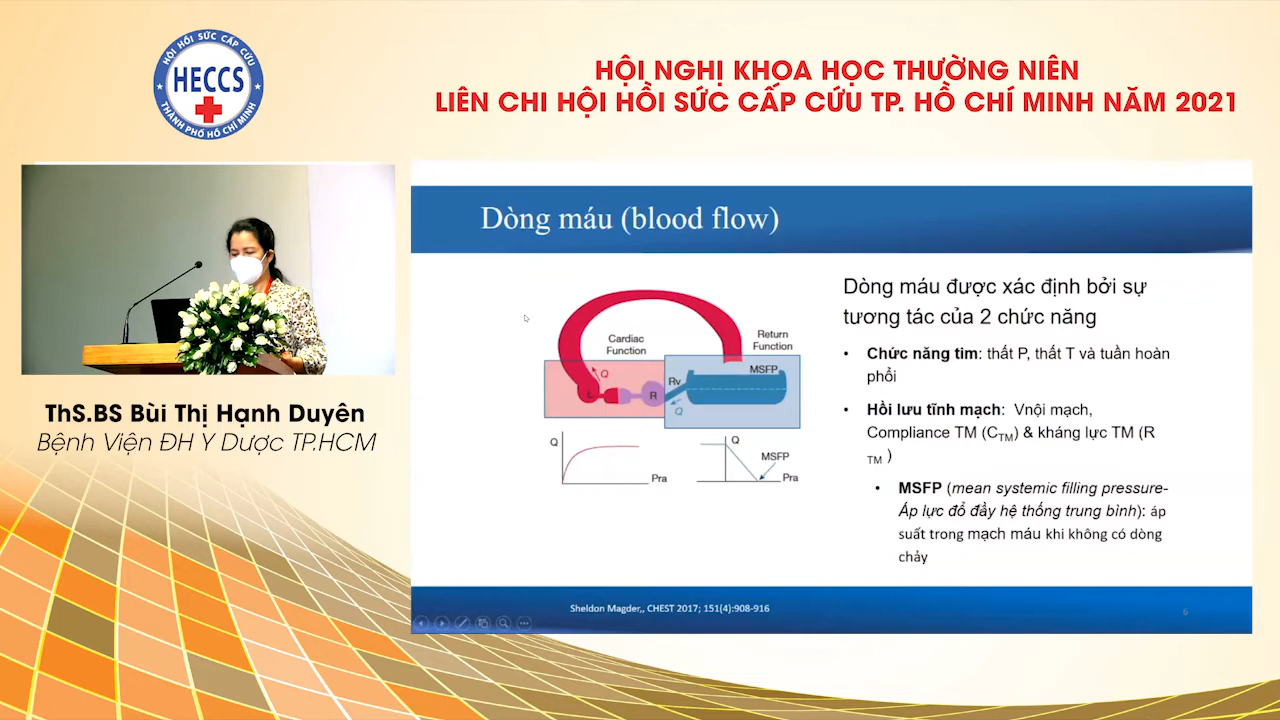 HỘI HỒI SỨC CẤP CỨU
HECCS
THÀNH PHỐ HỒ CHÍ MINH
HỘI NGHỊ KHOA HỌC THƯỜNG NIÊN
LIÊN CHI HỘI HỒI SỨC CẤP CỨU TP. HỒ CHÍ MINH NĂM 2021
ThS.BS Bùi Thị Hạnh Duyên
Bệnh Viện ĐH Y Dược TP.HCM
Dòng máu (blood flow)
Cardiac
Function
Return
Function
MSFP
Q
Rv
L
R
Q
Q
Pra
Q
MSFP
Pra
Dòng máu được xác định bởi sự
tương tác của 2 chức năng
• Chức năng tim: thất P, thất T và tuần hoàn
phổi
• Hồi lưu tĩnh mạch: Vnội mạch,
Compliance TM (CTM) & kháng lực TM (R
TM )
• MSFP (mean systemic filling pressure-
Áp lực đổ đầy hệ thống trung bình): áp
suất trong mạch máu khi không có dòng
chảy
Sheldon Magder,, CHEST 2017; 151(4):908-916
6